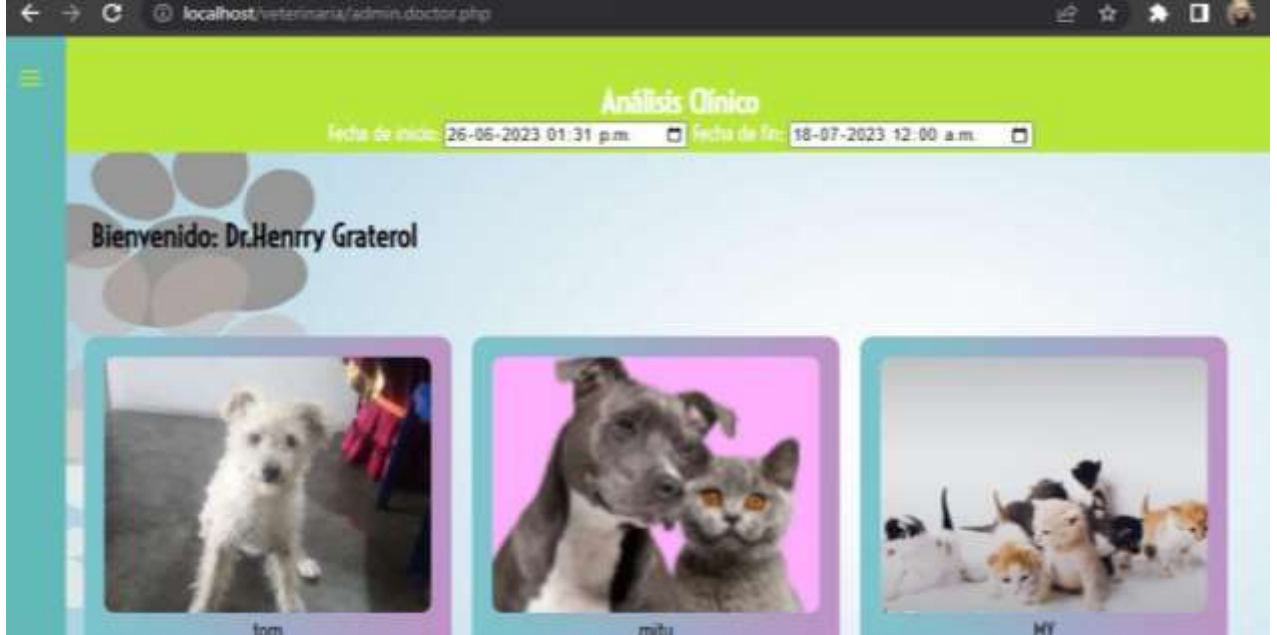 localhost/veterinaria/admin.doctor.php
Análisis Clínico
Fecha de inicio: 26-06-2023 01:31 p.m. Fecha de fin: 18-07-2023 12:00 a.m.
Bienvenido: Dr.Henrry Graterol
tom
mitu
MY